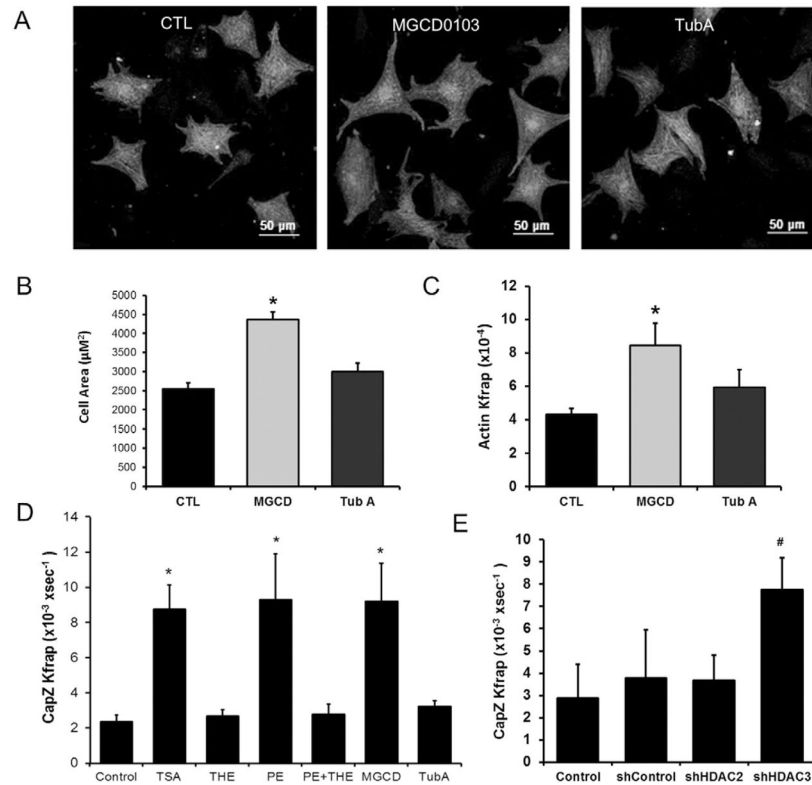 A
CTL
MGCD0103
TubA
50 µm
50 µm
50 µm
B
Cell Area (µM²)
5000
4500
4000
3500
3000
2500
2000
1500
1000
500
0
*
CTL
MGCD
Tub A
C
Actin Kfrap (x10⁻⁴)
12
10
8
6
4
2
0
*
CTL
MGCD
Tub A
D
CapZ Kfrap (x10⁻³ xsec⁻¹)
14
12
10
8
6
4
2
0
*
*
*
Control
TSA
THE
PE
PE+THE
MGCD
TubA
E
CapZ Kfrap (x10⁻³ xsec⁻¹)
10
9
8
7
6
5
4
3
2
1
0
#
Control
shControl
shHDAC2
shHDAC3